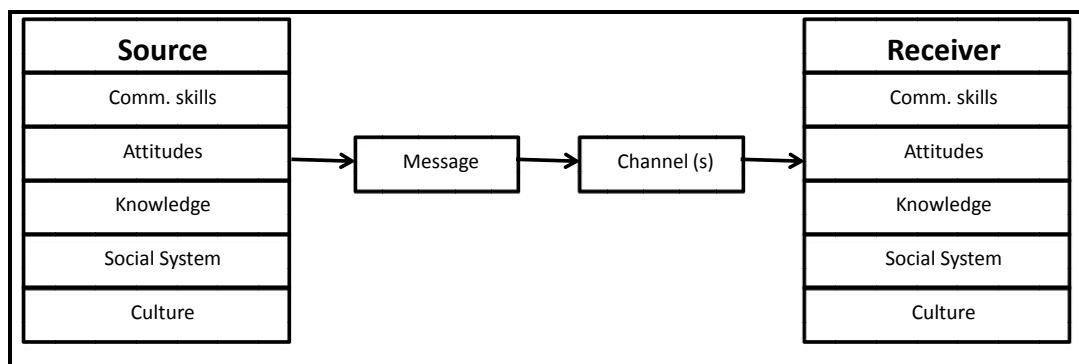 Source
Comm. skills
Attitudes
Knowledge
Social System
Culture
Message
Channel (s)
Receiver
Comm. skills
Attitudes
Knowledge
Social System
Culture